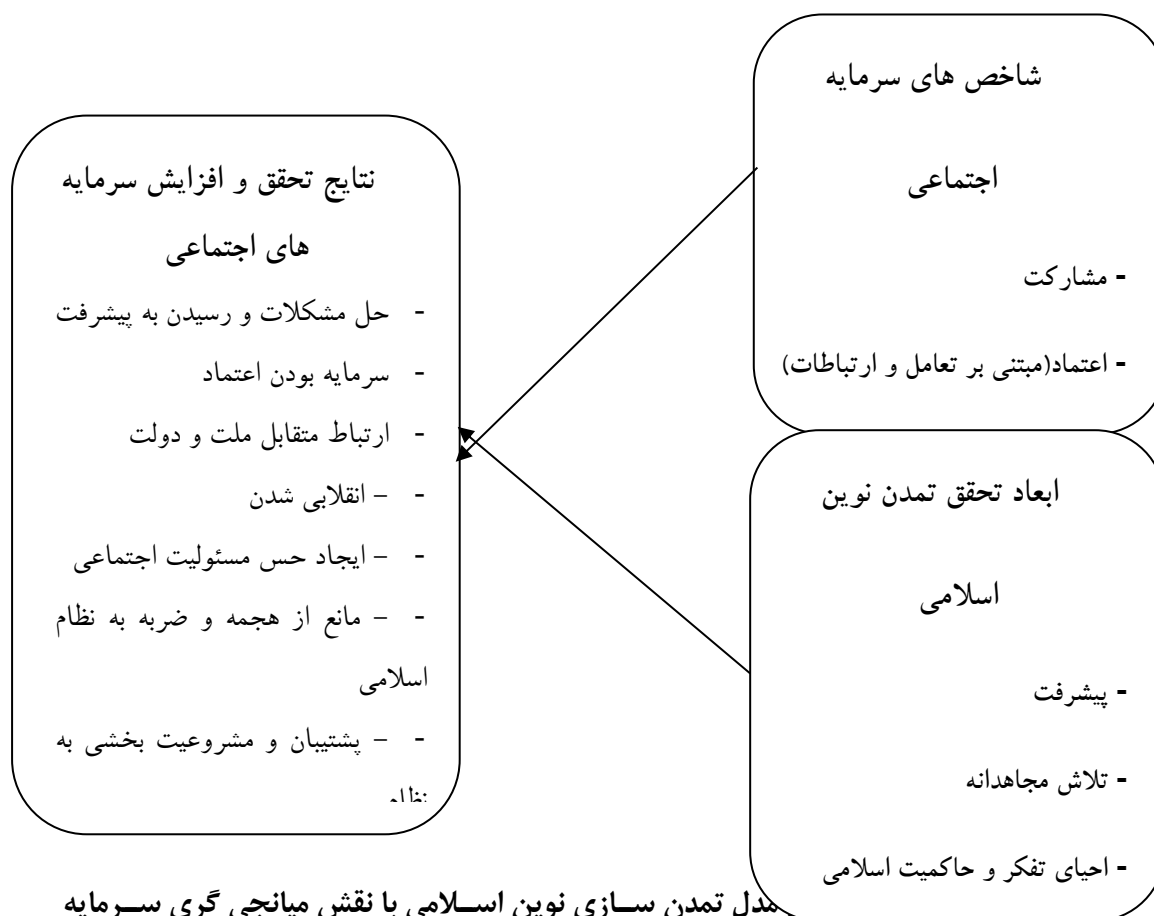 شاخص های سرمایه
اجتماعی
- مشارکت
- اعتماد(مبتنی بر تعامل و ارتباطات)
ابعاد تحقق تمدن نوین
اسلامی
- پیشرفت
- تلاش مجاهدانه
- احیای تفکر و حاکمیت اسلامی
نتایج تحقق و افزایش سرمایه
های اجتماعی
- حل مشکلات و رسیدن به پیشرفت
- سرمایه بودن اعتماد
- ارتباط متقابل ملت و دولت
- – انقلابی شدن
- – ایجاد حس مسئولیت اجتماعی
- – مانع از هجمه و ضربه به نظام
اسلامی
- – پشتیبان و مشروعیت بخشی به
نظام
مدل تمدن سازی نوین اسلامی با نقش میانجی گری سرمایه